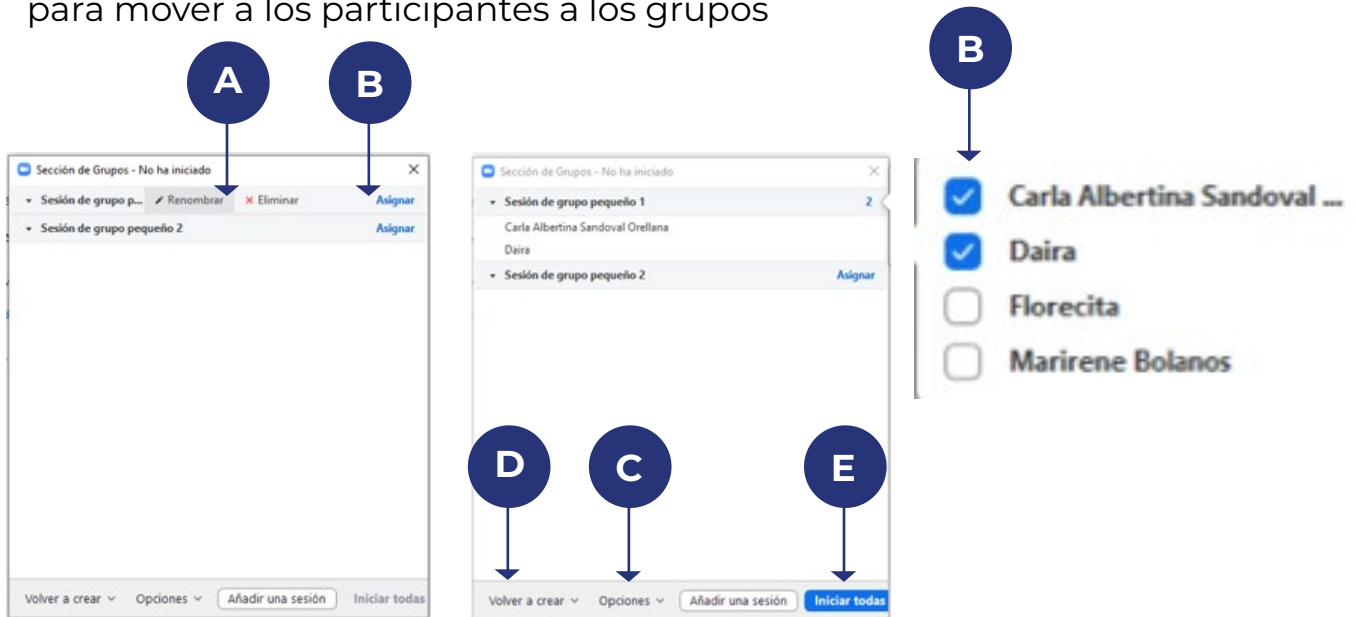 para mover a los participantes a los grupos
A
B
B
Sección de Grupos - No ha iniciado
Sesión de grupo p... Renombrar Eliminar Asignar
Sesión de grupo pequeño 2 Asignar
Volver a crear Opciones Añadir una sesión Iniciar todas
Sección de Grupos - No ha iniciado
Sesión de grupo pequeño 1 2
Carla Albertina Sandoval Orellana
Daira
Sesión de grupo pequeño 2 Asignar
D
C
E
Volver a crear Opciones Añadir una sesión Iniciar todas
Carla Albertina Sandoval ...
Daira
Florecita
Marirene Bolanos